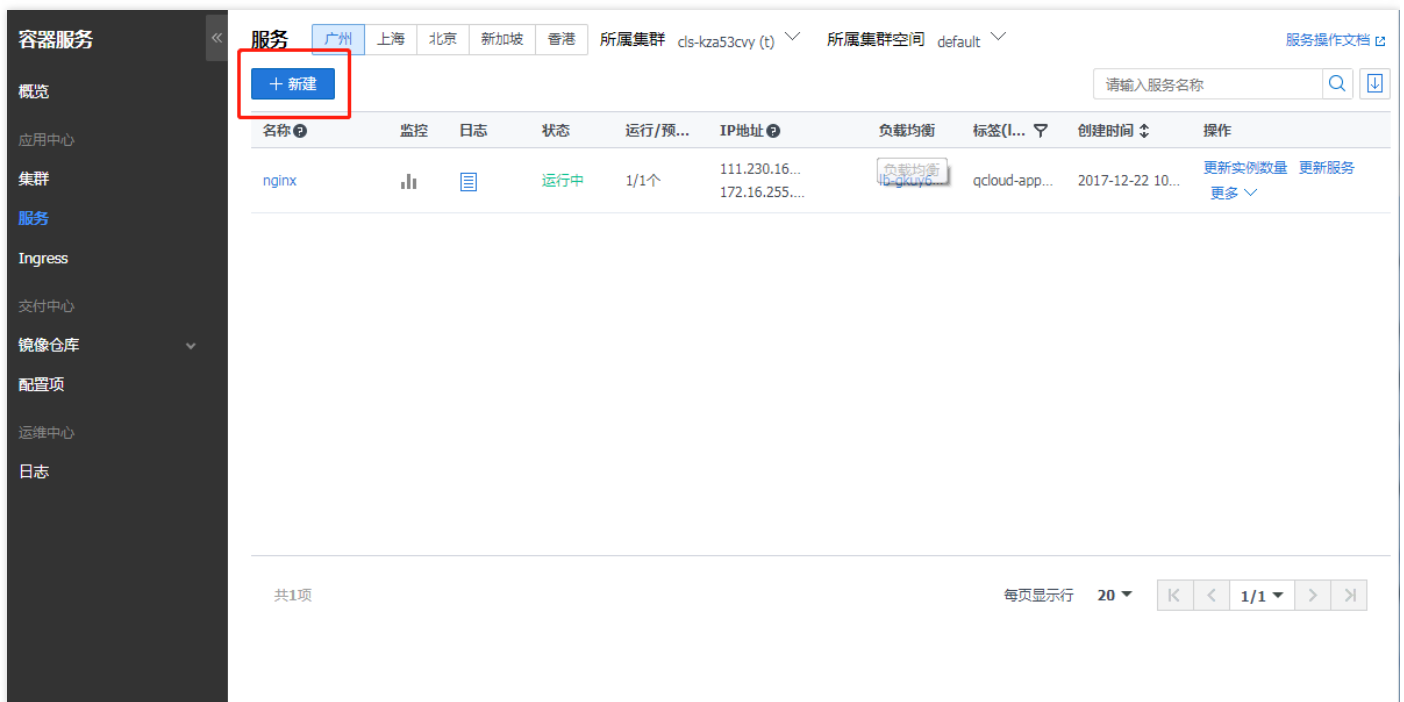 容器服务
概览
应用中心
集群
服务
Ingress
交付中心
镜像仓库
配置项
运维中心
日志
服务 广州 上海 北京 新加坡 香港 所属集群 cls-kza53cvy (t) 所属集群空间 default 服务操作文档
+ 新建 请输入服务名称
名称 监控 日志 状态 运行/预... IP地址 负载均衡 标签(l... 创建时间 操作
nginx 运行中 1/1个 111.230.16... 负载均衡 lb-gkuy6... qcloud-app... 2017-12-22 10... 更新实例数量 更新服务
172.16.255.... 更多
共1项 每页显示行 20 1/1